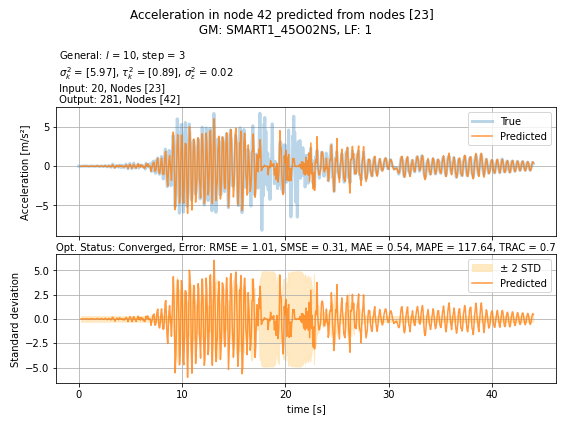 Acceleration in node 42 predicted from nodes [23]
GM: SMART1_45O02NS, LF: 1
General: l = 10, step = 3
σ²ₖ = [5.97], τ²ₖ = [0.89], σ²ₑ = 0.02
Input: 20, Nodes [23]
Output: 281, Nodes [42]
Acceleration [m/s²]
5
0
−5
True
Predicted
Opt. Status: Converged, Error: RMSE = 1.01, SMSE = 0.31, MAE = 0.54, MAPE = 117.64, TRAC = 0.7
Standard deviation
5.0
2.5
0.0
−2.5
−5.0
± 2 STD
Predicted
0 10 20 30 40
time [s]